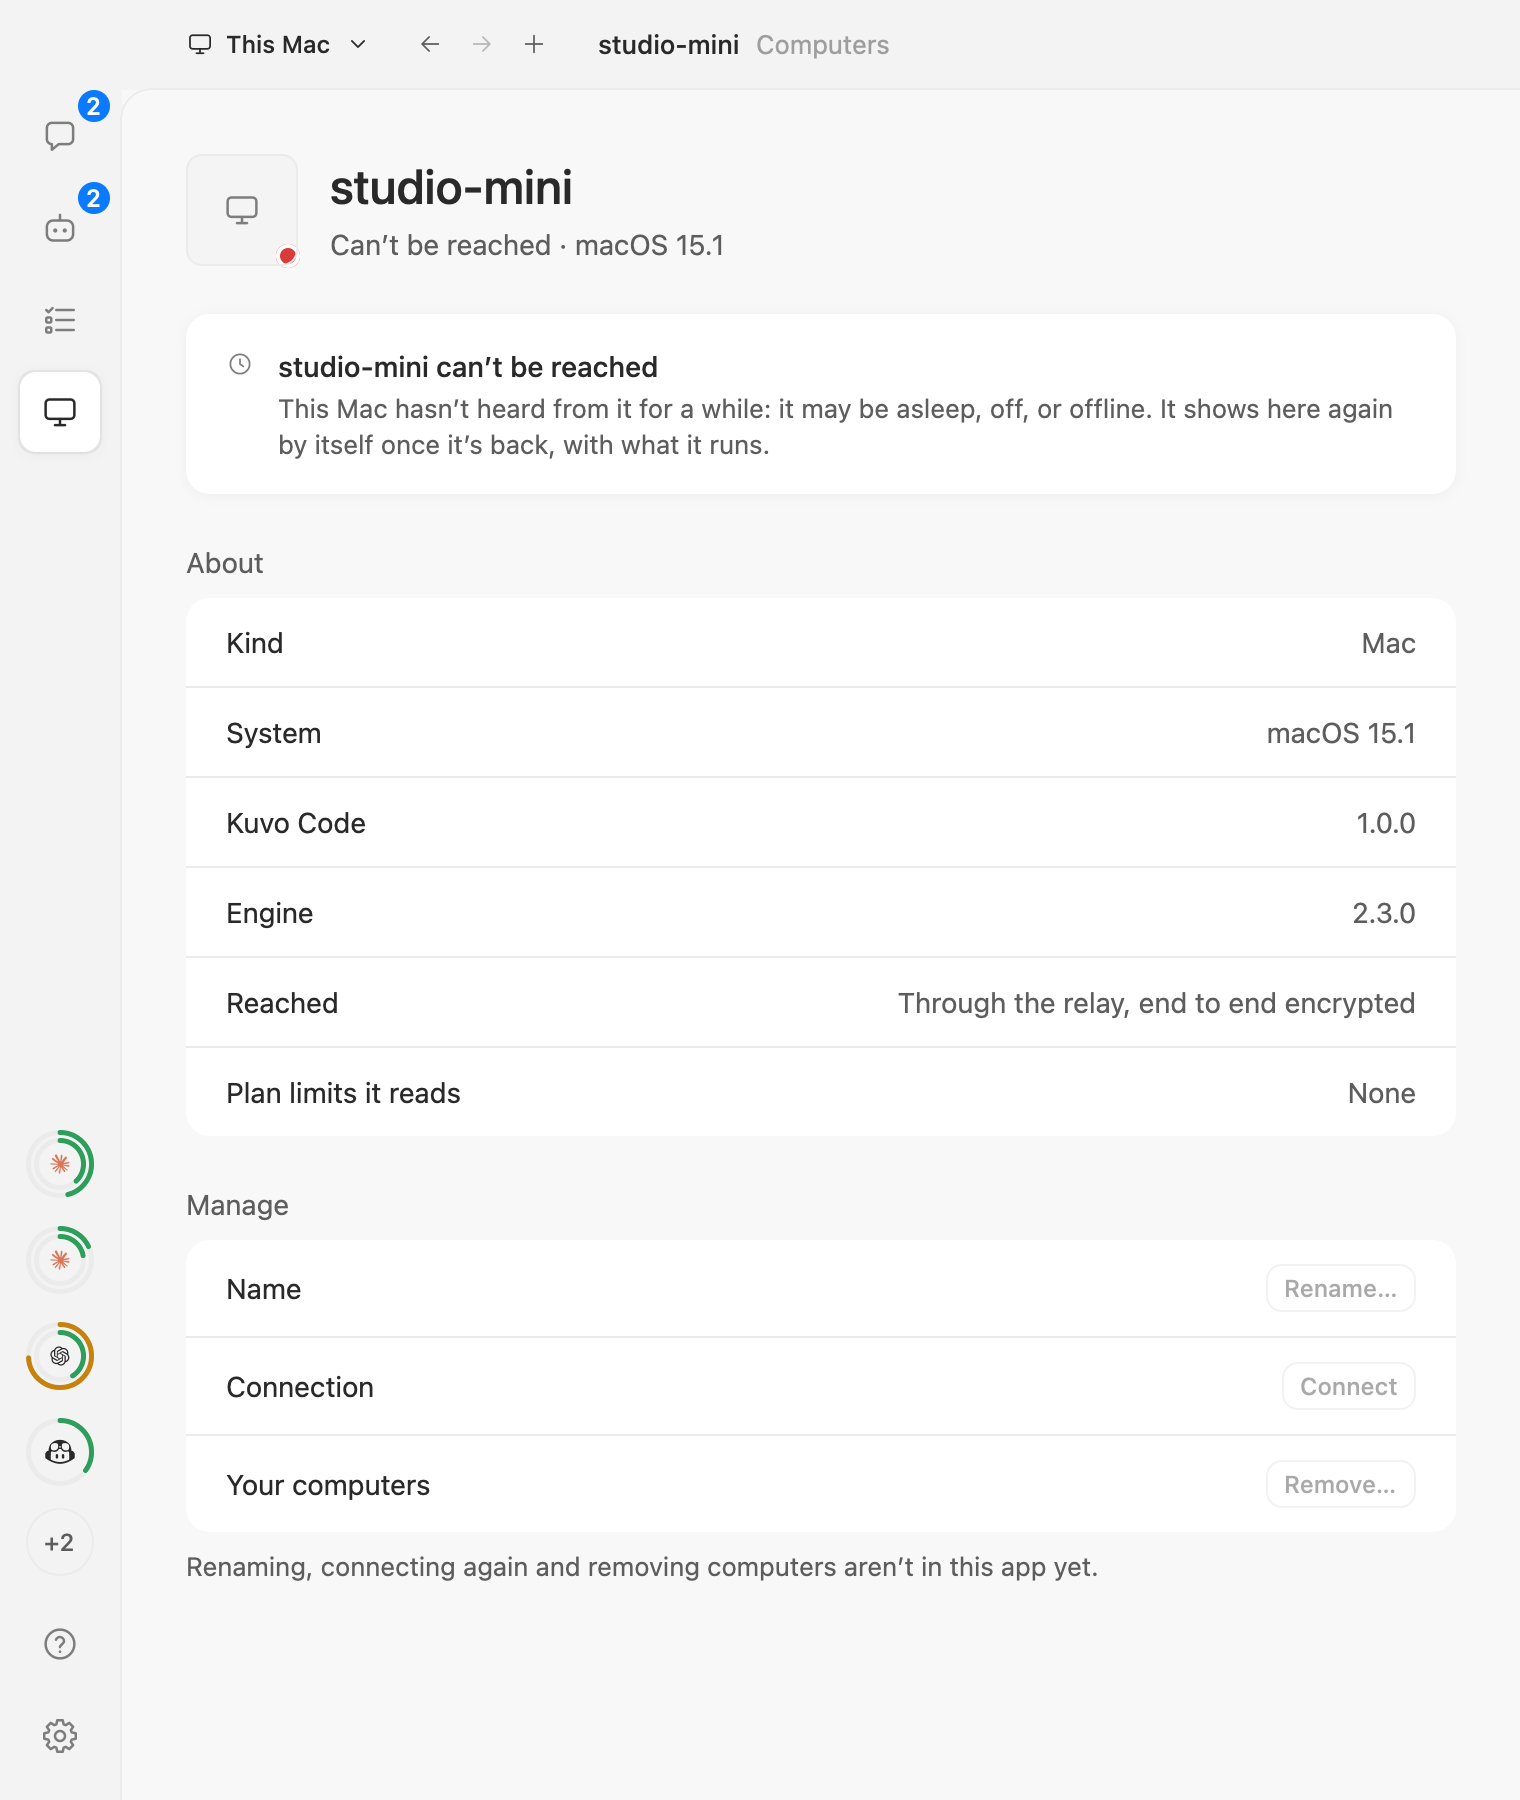 This Mac
studio-mini Computers
2
2
studio-mini
Can’t be reached · macOS 15.1
studio-mini can’t be reached
This Mac hasn’t heard from it for a while: it may be asleep, off, or offline. It shows here again
by itself once it’s back, with what it runs.
About
Kind Mac
System macOS 15.1
Kuvo Code 1.0.0
Engine 2.3.0
Reached Through the relay, end to end encrypted
Plan limits it reads None
Manage
Name Rename...
Connection Connect
Your computers Remove...
Renaming, connecting again and removing computers aren’t in this app yet.
+2